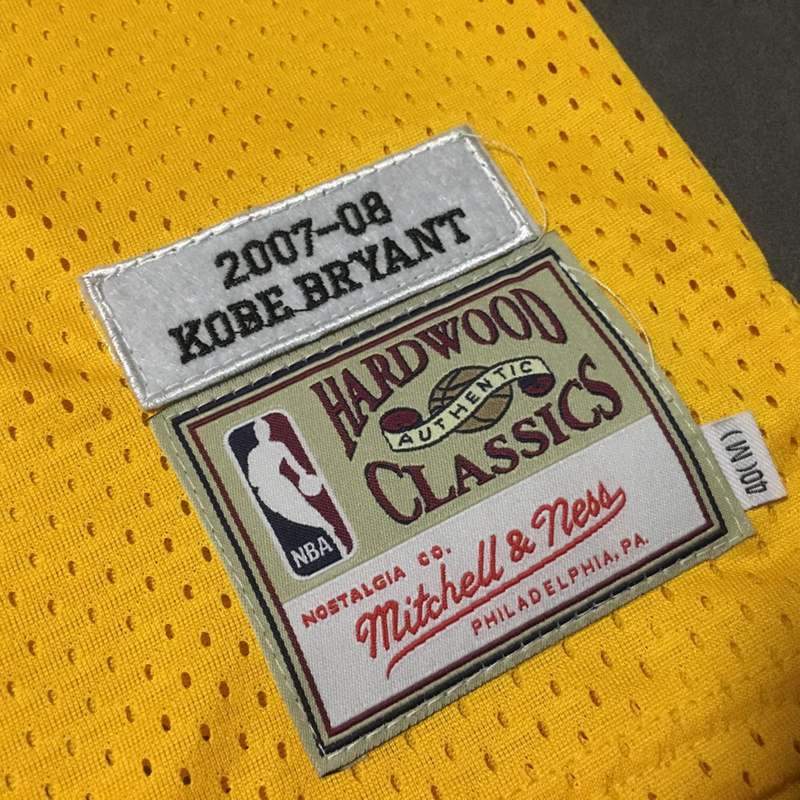 2007-08
KOBE BRYANT
HARDWOOD
AUTHENTIC
CLASSICS
NBA
NOSTALGIA CO.
Mitchell & Ness
PHILADELPHIA, PA.
40(M)